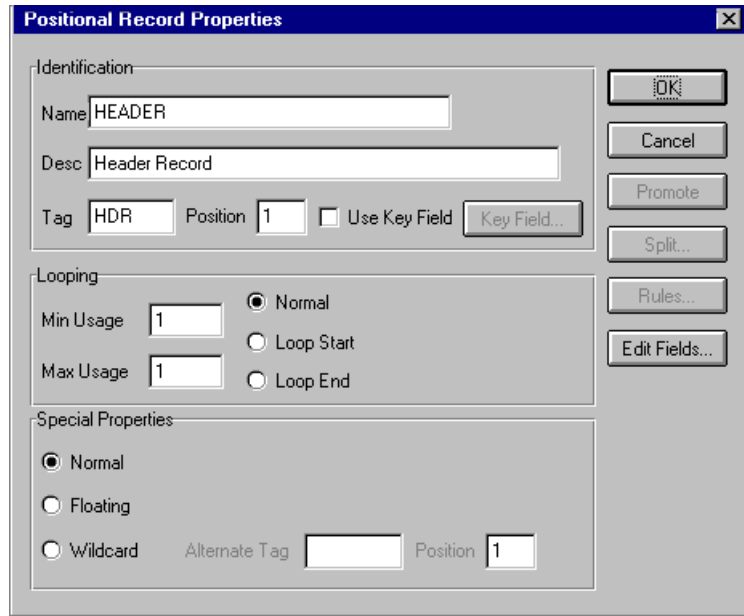 Positional Record Properties
Identification
Name HEADER
Desc Header Record
Tag HDR Position 1 Use Key Field Key Field...
Looping
Min Usage 1
Max Usage 1
Normal
Loop Start
Loop End
Special Properties
Normal
Floating
Wildcard Alternate Tag Position 1
OK
Cancel
Promote
Split...
Rules...
Edit Fields...